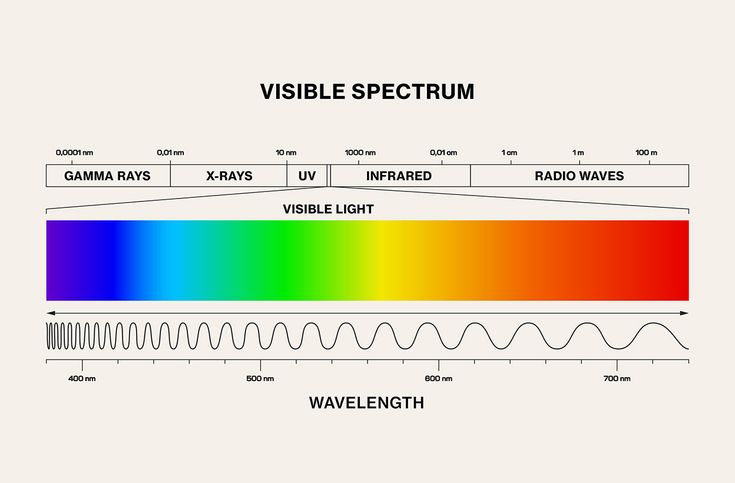 VISIBLE SPECTRUM
0,0001 nm 0,01 nm 10 nm 1000 nm 0,01 cm 1 cm 1 m 100 m
GAMMA RAYS X-RAYS UV INFRARED RADIO WAVES
VISIBLE LIGHT
400 nm 500 nm 600 nm 700 nm
WAVELENGTH